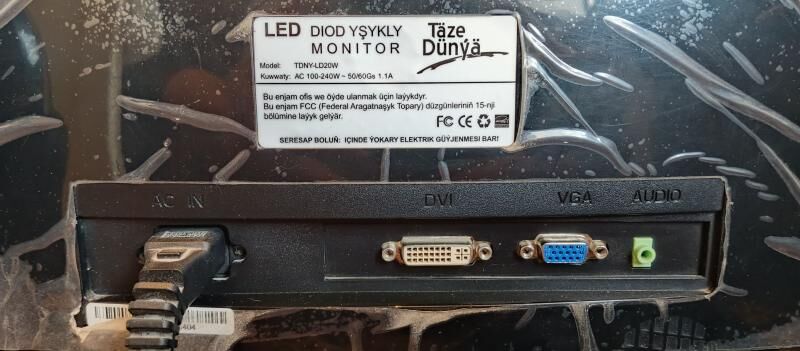 LED DIOD YŞYKLY
MONITOR
Täze
Dünýä
Model: TDNY-LD20W
Kuwwaty: AC 100-240W ~ 50/60Gs 1.1A
Bu enjam ofis we öýde ulanmak üçin laýykdyr.
Bu enjam FCC (Federal Aragatnaşyk Topary) düzgünleriniň 15-nji
bölümine laýyk gelýär.
FC CE
SERESAP BOLUŇ: IÇINDE ÝOKARY ELEKTRIK GÜÝJENMESI BAR!
AC IN
DVI
VGA
AUDIO
404